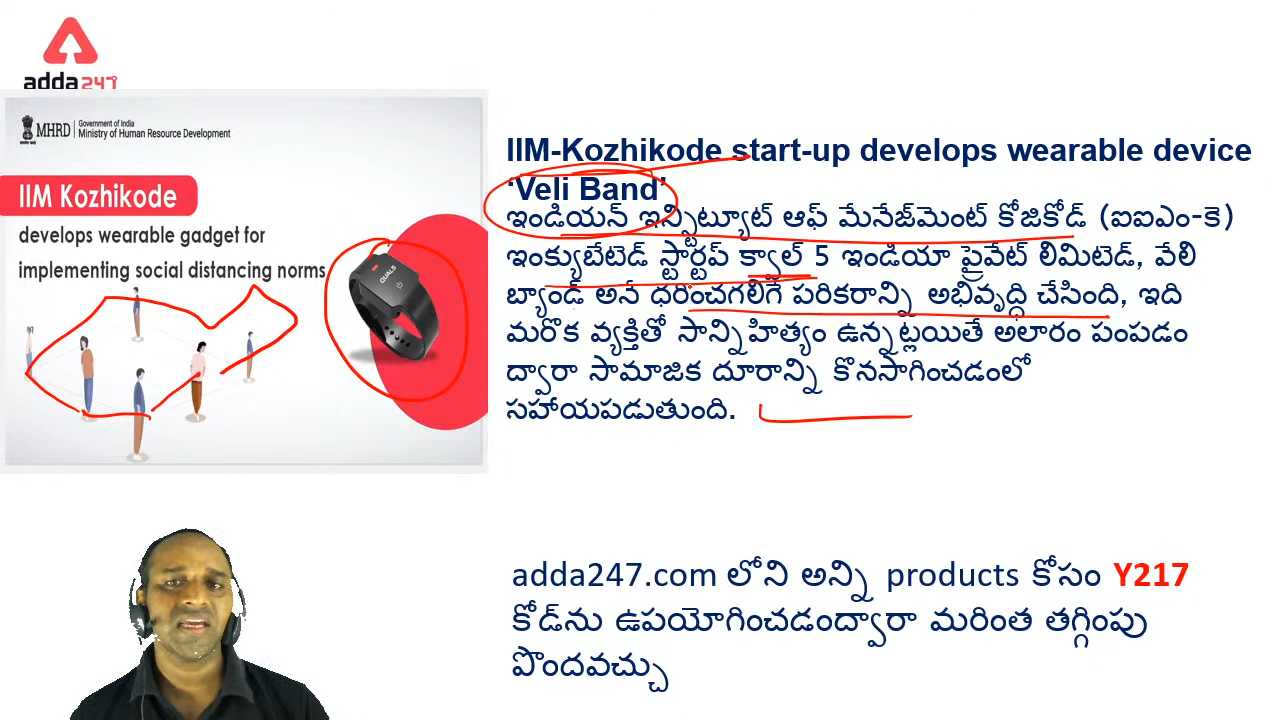 adda247
MHRD
Government of India
Ministry of Human Resource Development
IIM Kozhikode
develops wearable gadget for
implementing social distancing norms
QUAL5
IIM-Kozhikode start-up develops wearable device
‘Veli Band’
ఇండియన్ ఇన్స్టిట్యూట్ ఆఫ్ మేనేజ్‌మెంట్ కోజికోడ్ (ఐఐఎం-కె)
ఇంక్యుబేటెడ్ స్టార్టప్ క్వాల్ 5 ఇండియా ప్రైవేట్ లిమిటెడ్, వేలి
బ్యాండ్ అనే ధరించగలిగే పరికరాన్ని అభివృద్ధి చేసింది, ఇది
మరొక వ్యక్తితో సాన్నిహిత్యం ఉన్నట్లయితే అలారం పంపడం
ద్వారా సామాజిక దూరాన్ని కొనసాగించడంలో
సహాయపడుతుంది.
adda247.com లోని అన్ని products కోసం Y217
కోడ్‌ను ఉపయోగించడంద్వారా మరింత తగ్గింపు
పొందవచ్చు